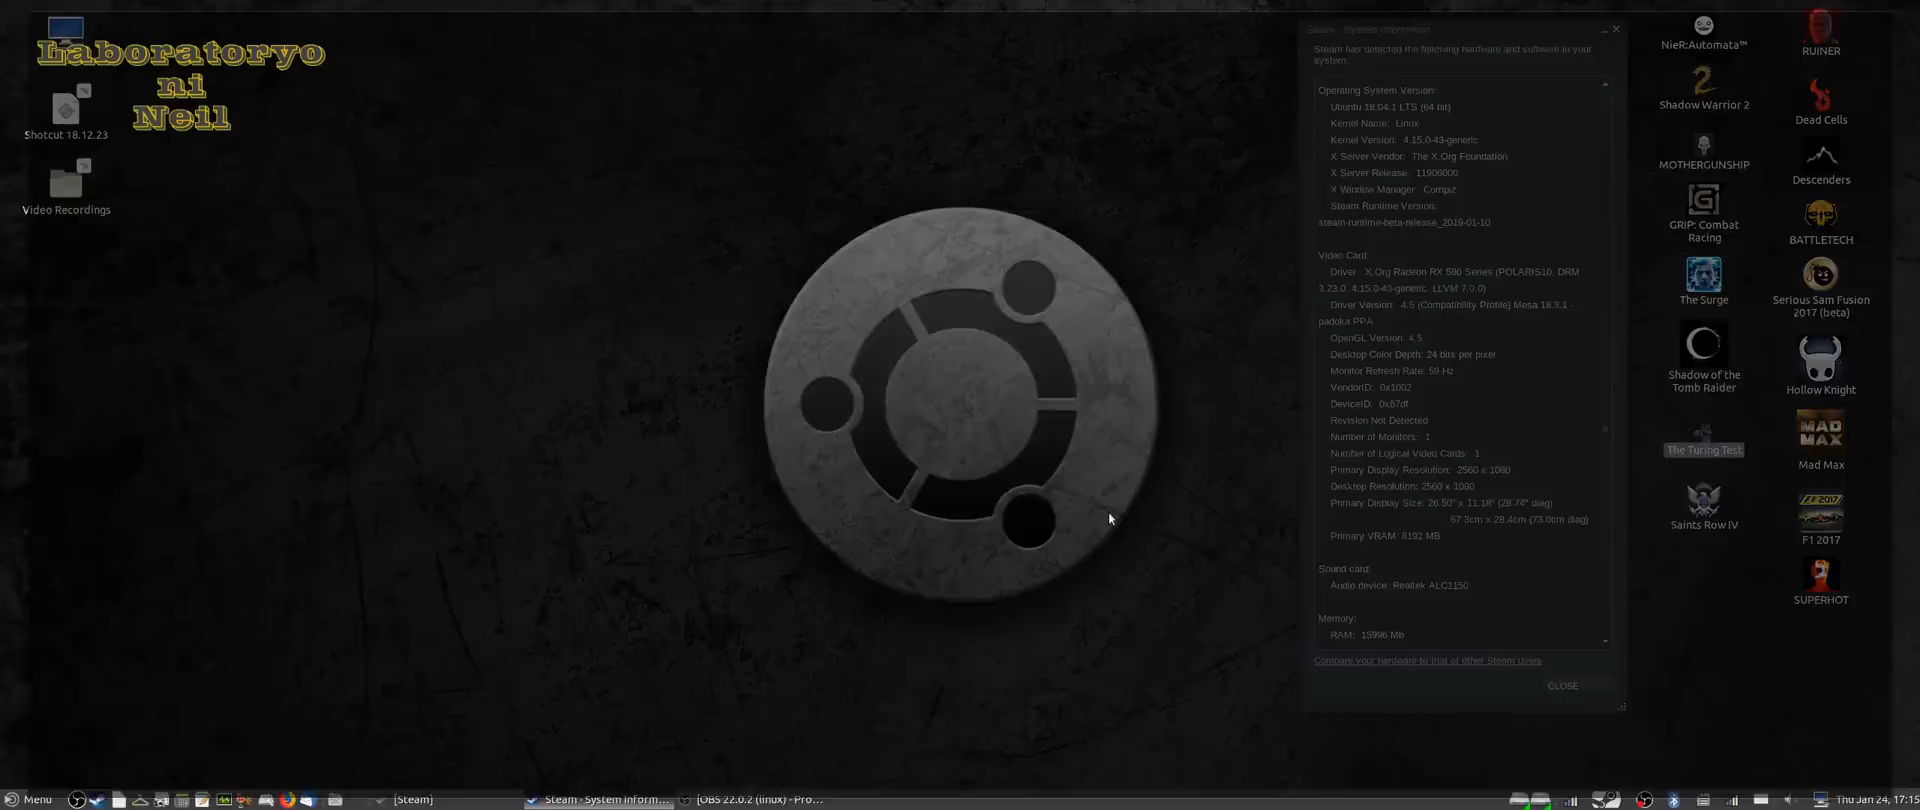 Laboratoryo
ni
Neil
Shotcut 18.12.23
Video Recordings
Steam - System Information
Steam has detected the following hardware and software in your
system:
Operating System Version:
Ubuntu 18.04.1 LTS (64 bit)
Kernel Name: Linux
Kernel Version: 4.15.0-43-generic
X Server Vendor: The X.Org Foundation
X Server Release: 11906000
X Window Manager: Compiz
Steam Runtime Version:
steam-runtime-beta-release_2019-01-10
Video Card:
Driver: X.Org Radeon RX 580 Series (POLARIS10, DRM
3.23.0, 4.15.0-43-generic, LLVM 7.0.0)
Driver Version: 4.5 (Compatibility Profile) Mesa 18.3.1 -
padoka PPA
OpenGL Version: 4.5
Desktop Color Depth: 24 bits per pixel
Monitor Refresh Rate: 59 Hz
VendorID: 0x1002
DeviceID: 0x67df
Revision Not Detected
Number of Monitors: 1
Number of Logical Video Cards: 1
Primary Display Resolution: 2560 x 1080
Desktop Resolution: 2560 x 1080
Primary Display Size: 26.50" x 11.18" (28.74" diag)
67.3cm x 28.4cm (73.0cm diag)
Primary VRAM: 8192 MB
Sound card:
Audio device: Realtek ALC1150
Memory:
RAM: 15996 Mb
Compare your hardware to that of other Steam users
CLOSE
NieR:Automata™
Shadow Warrior 2
MOTHERGUNSHIP
GRIP: Combat
Racing
The Surge
Shadow of the
Tomb Raider
The Turing Test
Saints Row IV
RUINER
Dead Cells
Descenders
BATTLETECH
Serious Sam Fusion
2017 (beta)
Hollow Knight
MAD
MAX
Mad Max
F1 2017
F1 2017
SUPERHOT
Menu
[Steam]
Steam - System Inform...
[OBS 22.0.2 (linux) - Pro...
Thu Jan 24, 17:15